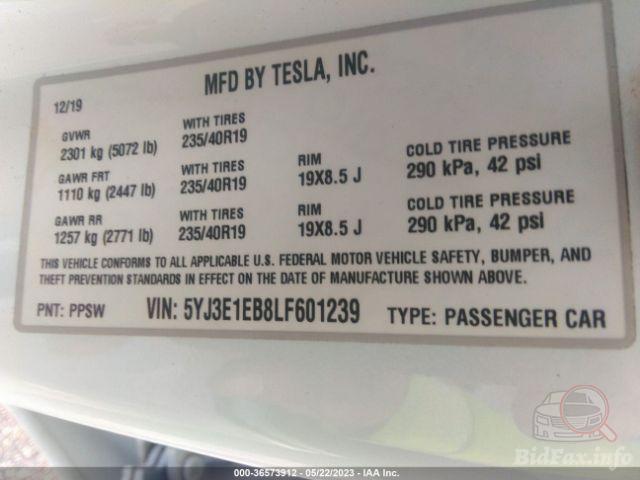 MFD BY TESLA, INC.
12/19
GVWR WITH TIRES
2301 kg (5072 lb) 235/40R19
GAWR FRT WITH TIRES RIM COLD TIRE PRESSURE
1110 kg (2447 lb) 235/40R19 19X8.5 J 290 kPa, 42 psi
GAWR RR WITH TIRES RIM COLD TIRE PRESSURE
1257 kg (2771 lb) 235/40R19 19X8.5 J 290 kPa, 42 psi
THIS VEHICLE CONFORMS TO ALL APPLICABLE U.S. FEDERAL MOTOR VEHICLE SAFETY, BUMPER, AND
THEFT PREVENTION STANDARDS IN EFFECT ON THE DATE OF MANUFACTURE SHOWN ABOVE.
PNT: PPSW VIN: 5YJ3E1EB8LF601239 TYPE: PASSENGER CAR
BidFax.info
000-36573912 - 05/22/2023 - IAA Inc.